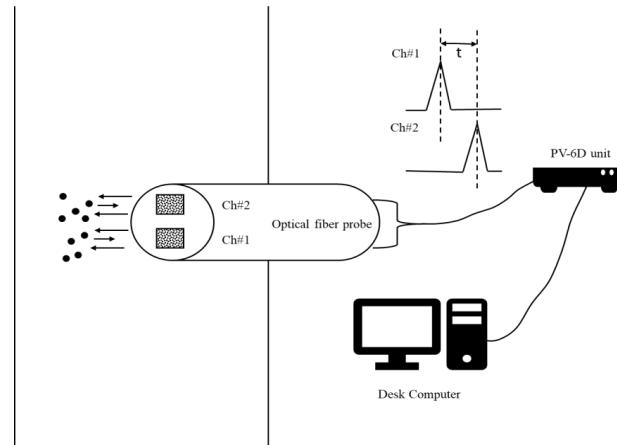 Ch#1
t
Ch#2
PV-6D unit
Ch#2
Optical fiber probe
Ch#1
Desk Computer